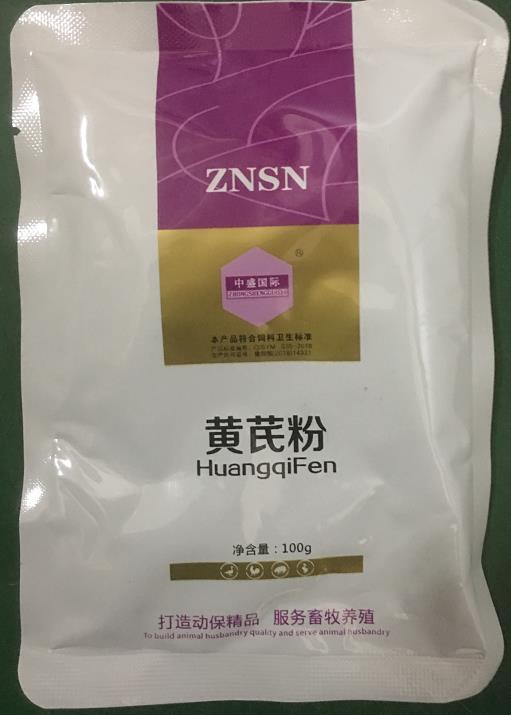 ZNSN
®
中盛国际
本产品符合饲料卫生标准
黄芪粉
HuangqiFen
净含量：100g
打造动保精品 服务畜牧养殖
To build animal husbandry quality and serve animal husbandry